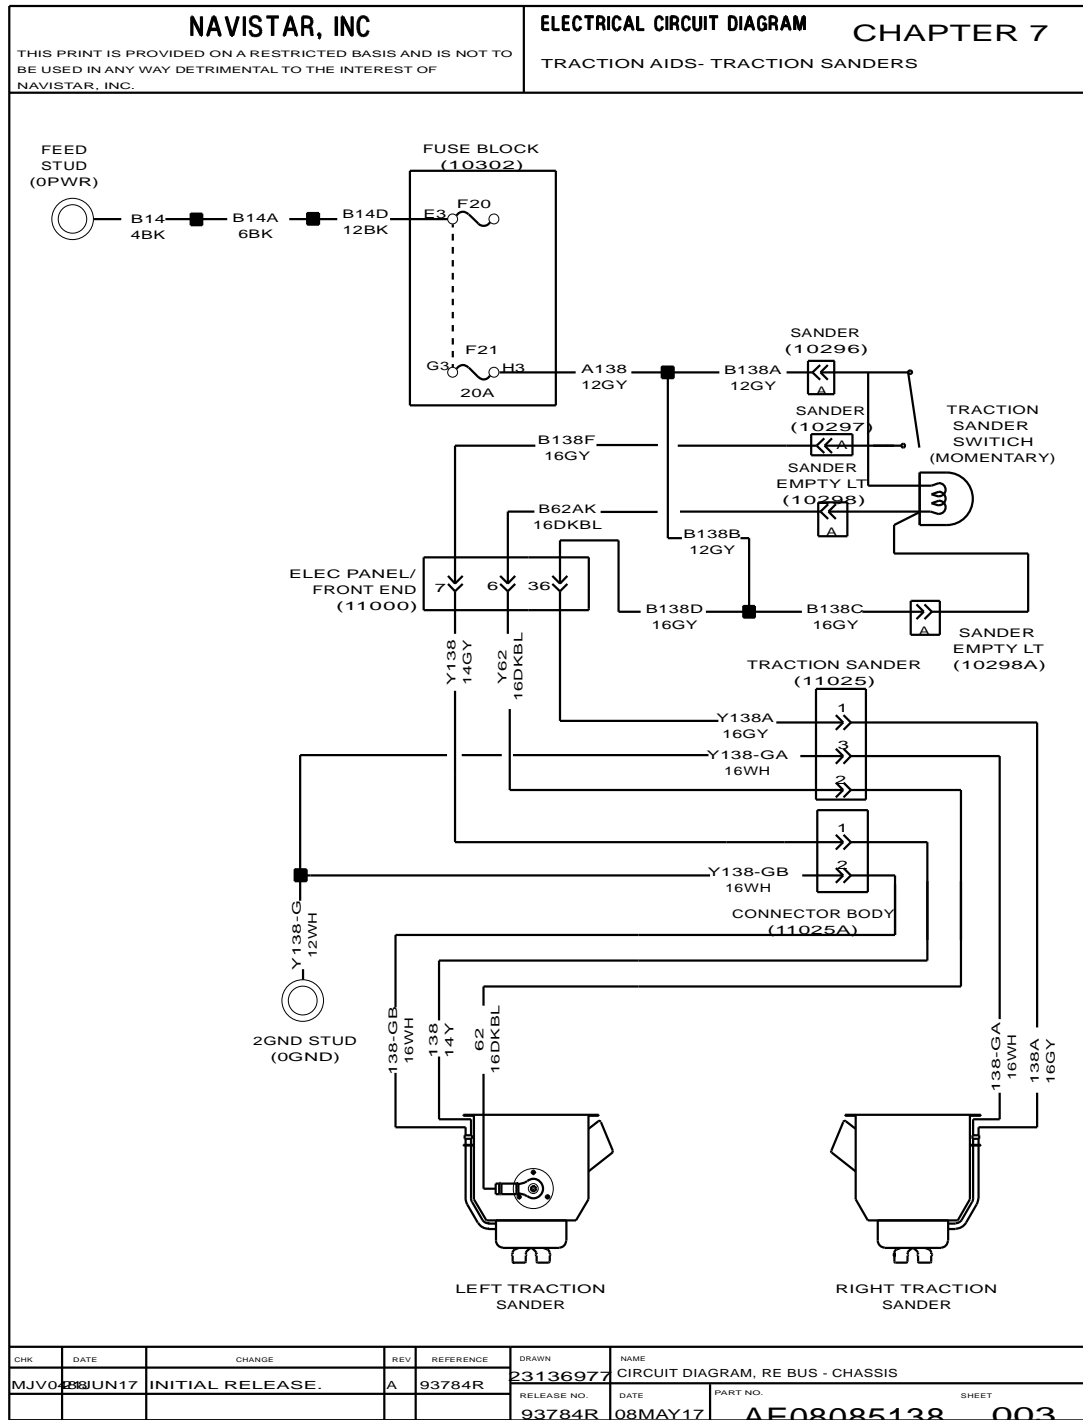 NAVISTAR, INC
THIS PRINT IS PROVIDED ON A RESTRICTED BASIS AND IS NOT TO
BE USED IN ANY WAY DETRIMENTAL TO THE INTEREST OF
NAVISTAR, INC.
ELECTRICAL CIRCUIT DIAGRAM
CHAPTER 7
TRACTION AIDS- TRACTION SANDERS
FEED
STUD
(0PWR)
B14
4BK
B14A
6BK
B14D
12BK
FUSE BLOCK
(10302)
E3
F20
F21
G3
H3
20A
A138
12GY
B138A
12GY
SANDER
(10296)
A
SANDER
(10297)
A
TRACTION
SANDER
SWITICH
(MOMENTARY)
B138F
16GY
SANDER
EMPTY LT
(10298)
A
B62AK
16DKBL
B138B
12GY
ELEC PANEL/
FRONT END
(11000)
7
6
36
B138D
16GY
B138C
16GY
A
SANDER
EMPTY LT
(10298A)
Y138
14GY
Y62
16DKBL
TRACTION SANDER
(11025)
1
Y138A
16GY
3
Y138-GA
16WH
2
1
2
Y138-GB
16WH
CONNECTOR BODY
(11025A)
Y138-G
12WH
2GND STUD
(0GND)
138-GB
16WH
138
14Y
62
16DKBL
138-GA
16WH
138A
16GY
LEFT TRACTION
SANDER
RIGHT TRACTION
SANDER
CHK
DATE
CHANGE
REV
REFERENCE
DRAWN
NAME
INITIAL RELEASE.
A
93784R
23136977
CIRCUIT DIAGRAM, RE BUS - CHASSIS
RELEASE NO.
DATE
PART NO.
SHEET
93784R
08MAY17
AE08085138
003